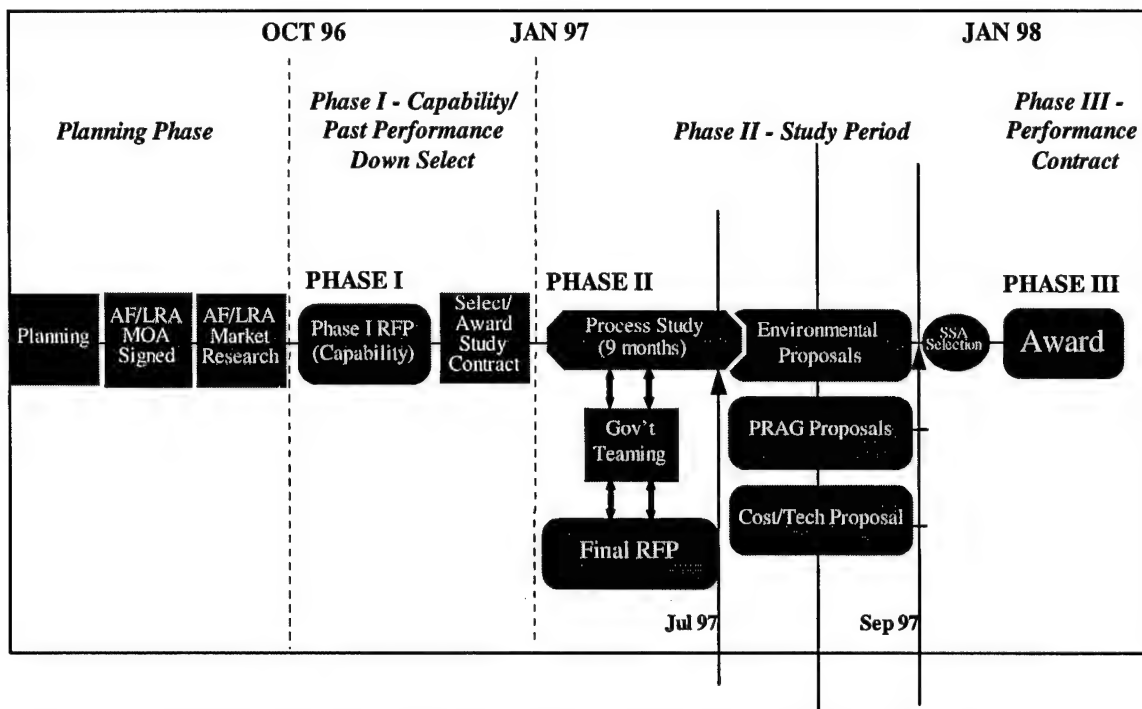 OCT 96
JAN 97
JAN 98
Planning Phase
Phase I - Capability/
Past Performance
Down Select
Phase II - Study Period
Phase III -
Performance
Contract
PHASE I
PHASE II
PHASE III
Planning
AF/LRA
MOA
Signed
AF/LRA
Market
Research
Phase I RFP
(Capability)
Select/
Award
Study
Contract
Process Study
(9 months)
Environmental
Proposals
SSA
Selection
Award
Gov't
Teaming
PRAG Proposals
Cost/Tech Proposal
Final RFP
Jul 97
Sep 97